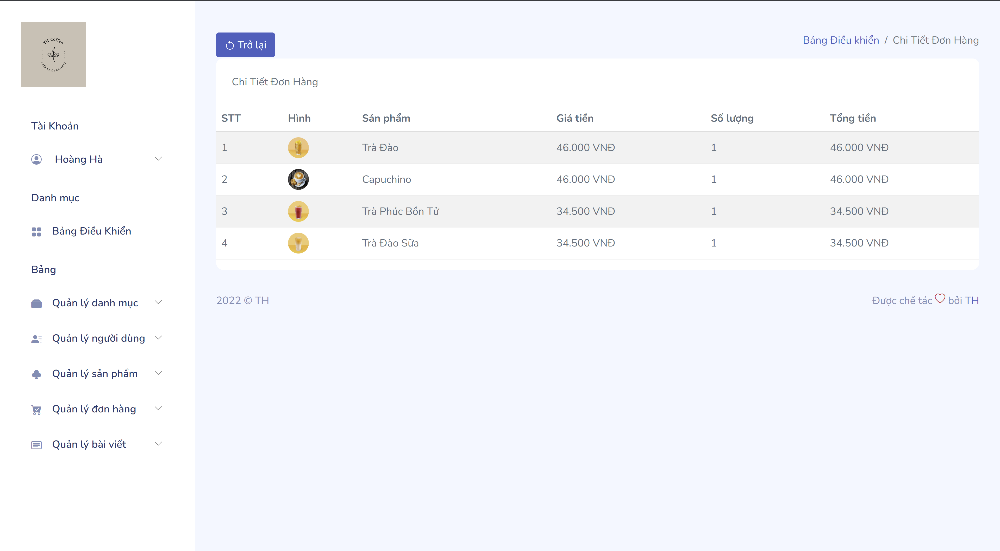 TH Coffee
cafe and roastery
Tài Khoản
Hoàng Hà
Danh mục
Bảng Điều Khiển
Bảng
Quản lý danh mục
Quản lý người dùng
Quản lý sản phẩm
Quản lý đơn hàng
Quản lý bài viết
Trở lại
Bảng Điều khiển / Chi Tiết Đơn Hàng
Chi Tiết Đơn Hàng
STT Hình Sản phẩm Giá tiền Số lượng Tổng tiền
1 Trà Đào 46.000 VNĐ 1 46.000 VNĐ
2 Capuchino 46.000 VNĐ 1 46.000 VNĐ
3 Trà Phúc Bồn Tử 34.500 VNĐ 1 34.500 VNĐ
4 Trà Đào Sữa 34.500 VNĐ 1 34.500 VNĐ
2022 © TH
Được chế tác bởi TH